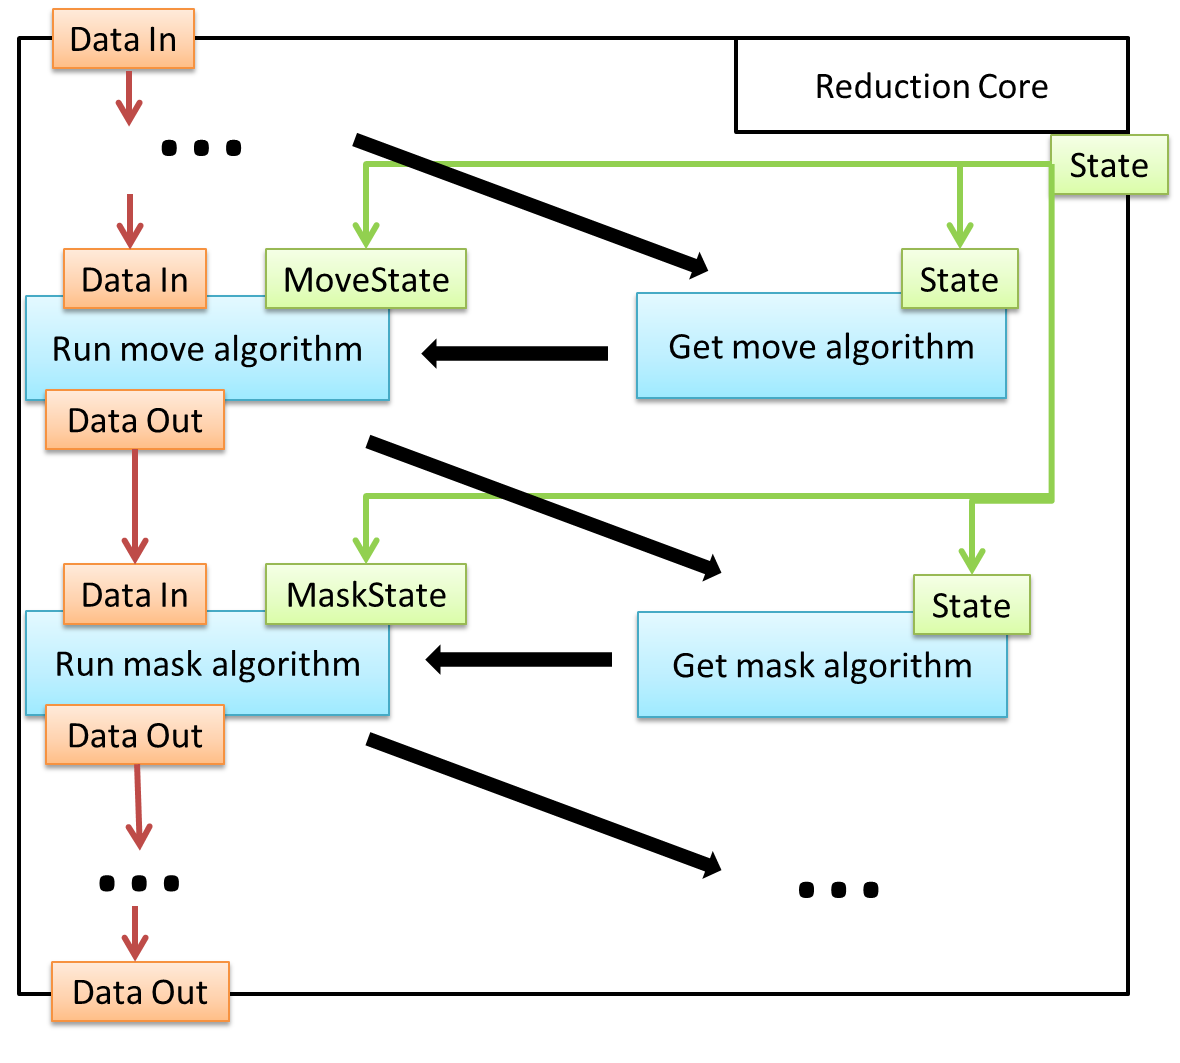 Data In
Reduction Core
State
Data In
MoveState
State
Run move algorithm
Get move algorithm
Data Out
Data In
MaskState
State
Run mask algorithm
Get mask algorithm
Data Out
Data Out